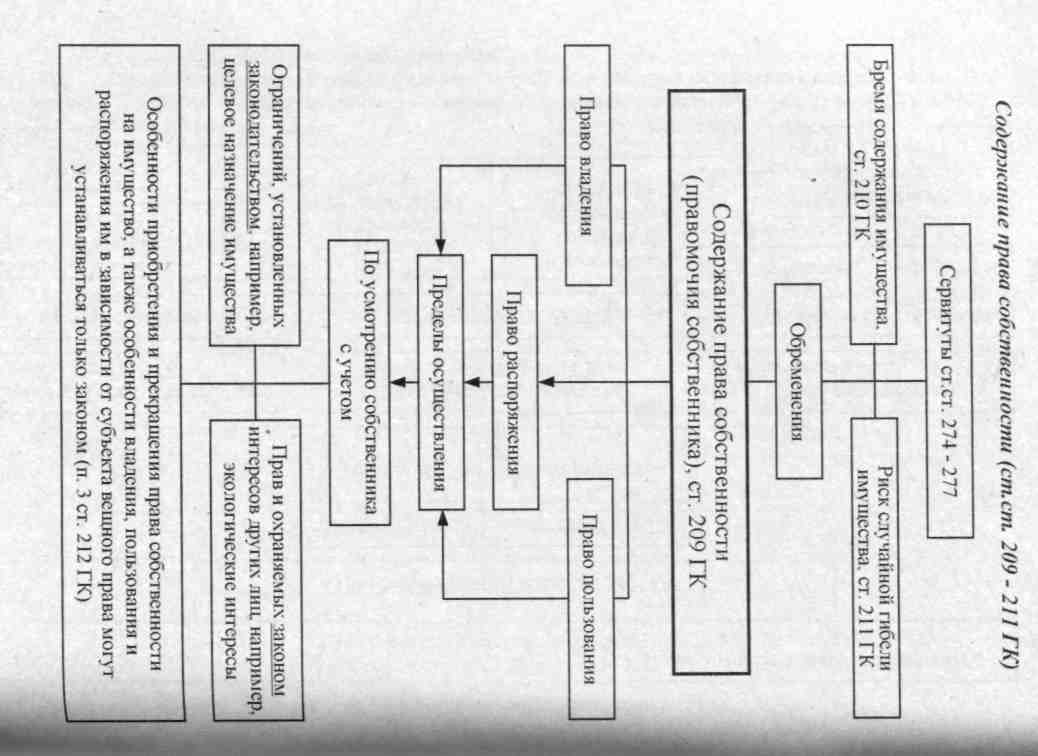 Содержание права собственности (ст.ст. 209 - 211 ГК)
Сервитуты ст.ст. 274 - 277
Бремя содержания имущества,
ст. 210 ГК
Риск случайной гибели
имущества. ст. 211 ГК
Обременения
Содержание права собственности
(правомочия собственника), ст. 209 ГК
Право владения
Право пользования
Право распоряжения
Пределы осуществления
По усмотрению собственника
с учетом
Ограничений, установленных
законодательством, например,
целевое назначение имущества
Прав и охраняемых законом
интересов других лиц, например,
экологические интересы
Особенности приобретения и прекращения права собственности
на имущество, а также особенности владения, пользования и
распоряжения им в зависимости от субъекта вещного права могут
устанавливаться только законом (п. 3 ст. 212 ГК)